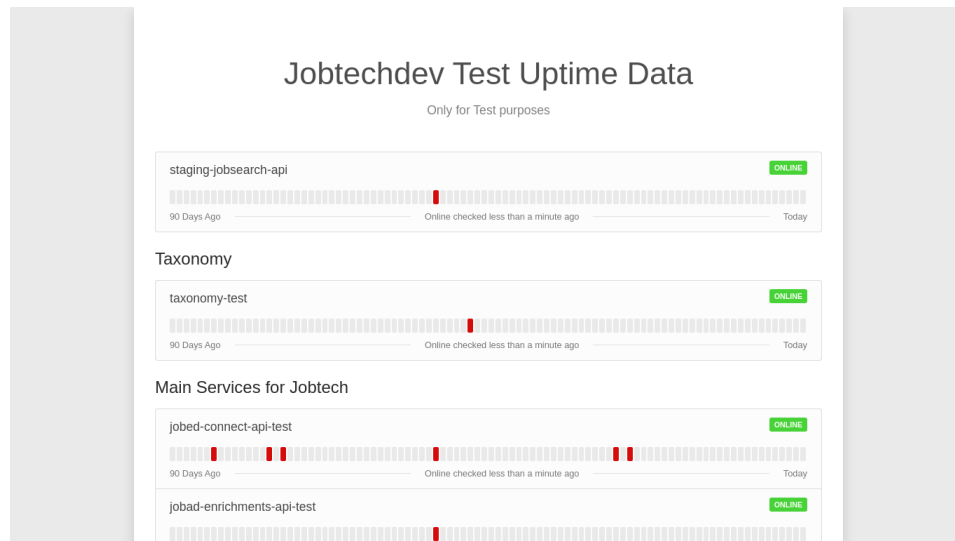 Jobtechdev Test Uptime Data
Only for Test purposes
staging-jobsearch-api
ONLINE
90 Days Ago
Online checked less than a minute ago
Today
Taxonomy
taxonomy-test
ONLINE
90 Days Ago
Online checked less than a minute ago
Today
Main Services for Jobtech
jobed-connect-api-test
ONLINE
90 Days Ago
Online checked less than a minute ago
Today
jobad-enrichments-api-test
ONLINE